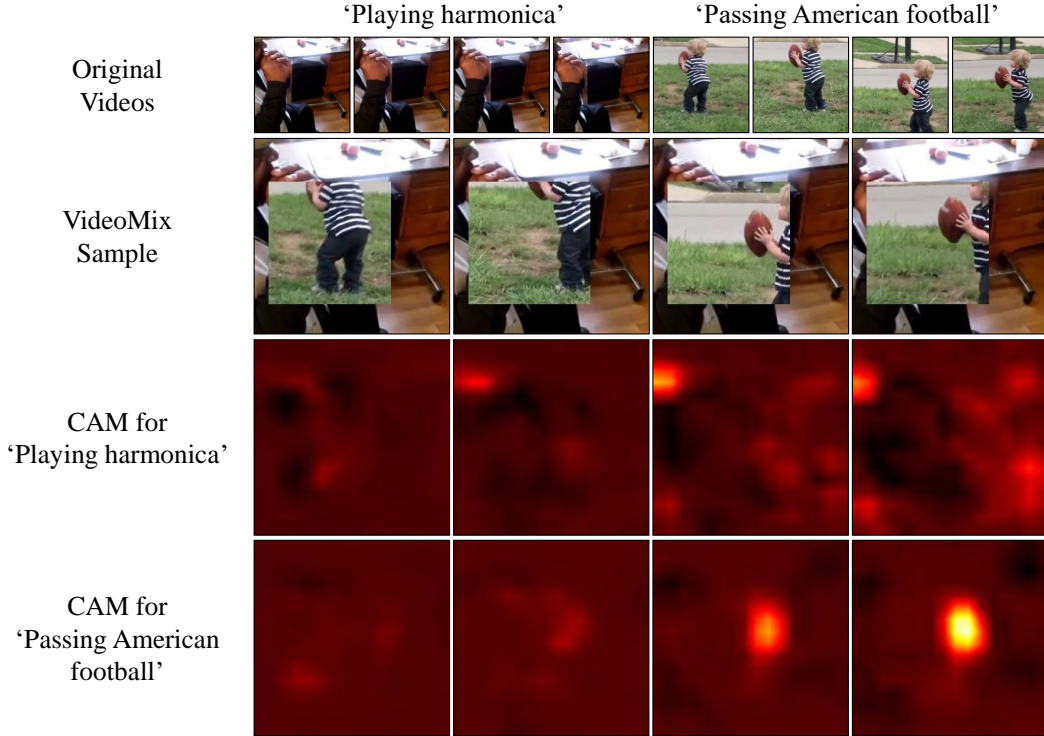 ‘Playing harmonica’ ‘Passing American football’
Original
Videos
VideoMix
Sample
CAM for
‘Playing harmonica’
CAM for
‘Passing American
football’